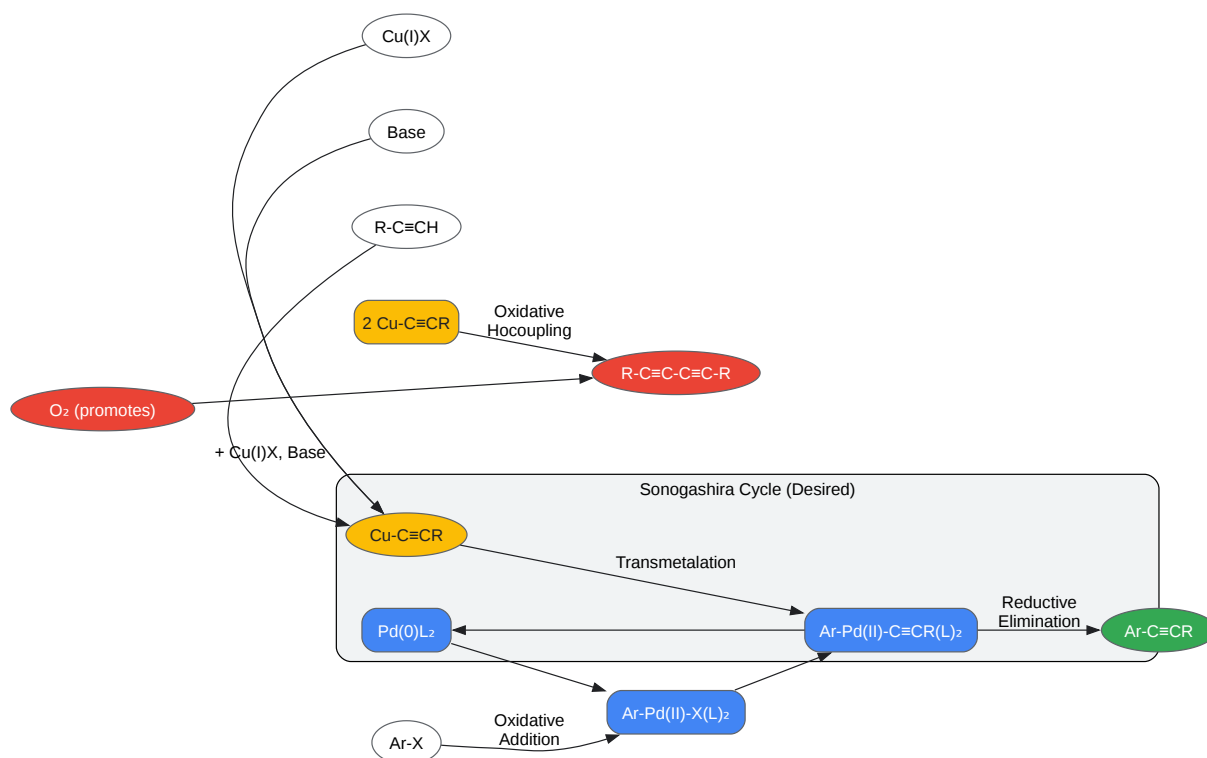 Cu(I)X
Base
R-C≡CH
2 Cu-C≡CR
Oxidative
Hocoupling
R-C≡C-C≡C-R
O₂ (promotes)
+ Cu(I)X, Base
Sonogashira Cycle (Desired)
Cu-C≡CR
Transmetalation
Pd(0)L₂
Ar-Pd(II)-C≡CR(L)₂
Reductive
Elimination
Ar-C≡CR
Ar-Pd(II)-X(L)₂
Ar-X
Oxidative
Addition